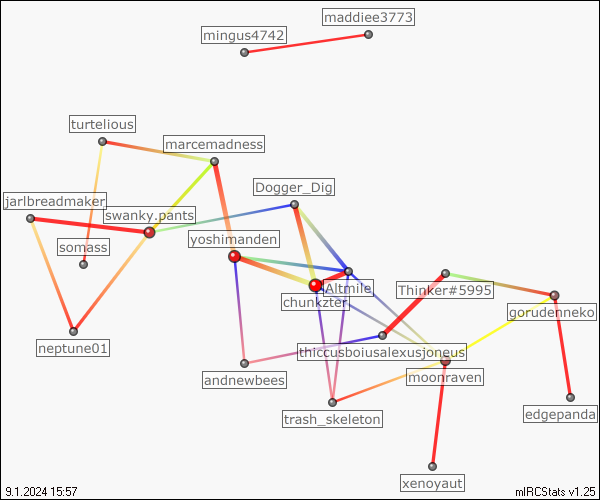 maddiee3773
mingus4742
turtelious
marcemadness
Dogger_Dig
jarlbreadmaker
swanky.pants
yoshimanden
somass
Altmile
Thinker#5995
chunkzter
gorudenneko
neptune01
thiccusboiusalexusjoneus
andnewbees
moonraven
trash_skeleton
edgepanda
xenoyaut
9.1.2024 15:57
mIRCStats v1.25